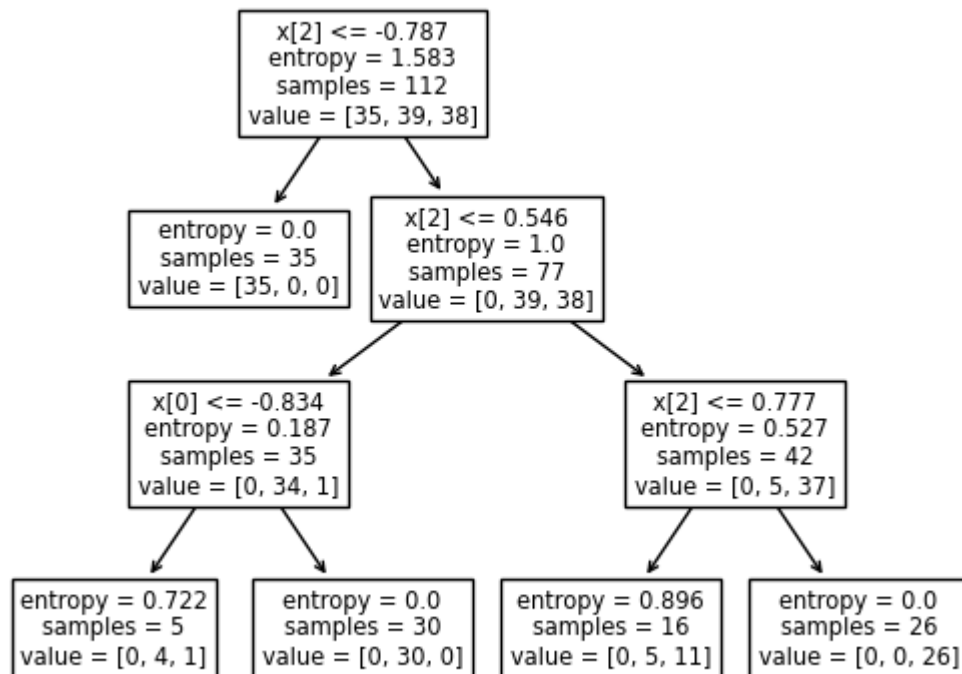 x[2] <= -0.787
entropy = 1.583
samples = 112
value = [35, 39, 38]
entropy = 0.0
samples = 35
value = [35, 0, 0]
x[2] <= 0.546
entropy = 1.0
samples = 77
value = [0, 39, 38]
x[0] <= -0.834
entropy = 0.187
samples = 35
value = [0, 34, 1]
x[2] <= 0.777
entropy = 0.527
samples = 42
value = [0, 5, 37]
entropy = 0.722
samples = 5
value = [0, 4, 1]
entropy = 0.0
samples = 30
value = [0, 30, 0]
entropy = 0.896
samples = 16
value = [0, 5, 11]
entropy = 0.0
samples = 26
value = [0, 0, 26]